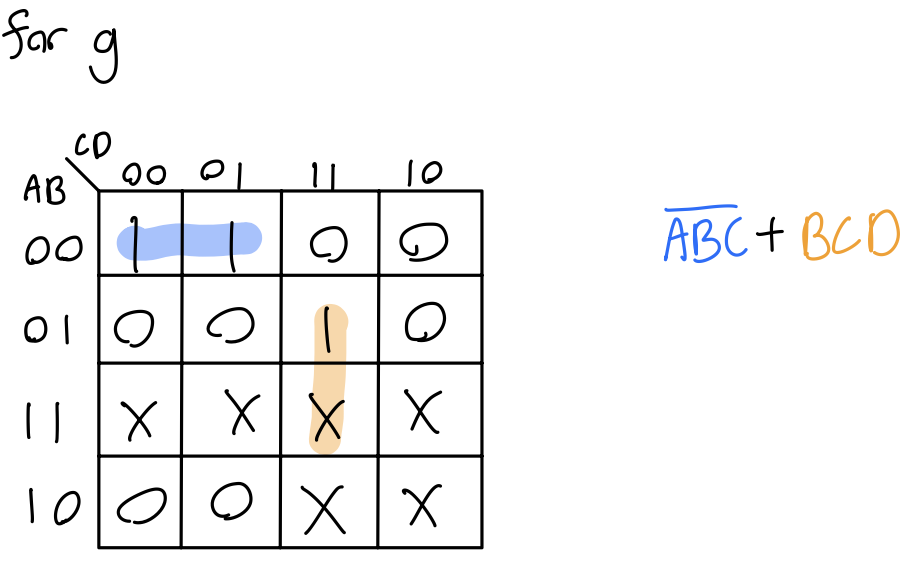 for g
CD
AB 00 01 11 10
00 1 1 0 0
01 0 0 1 0
11 X X X X
10 0 0 X X
A̅B̅C̅ + BCD